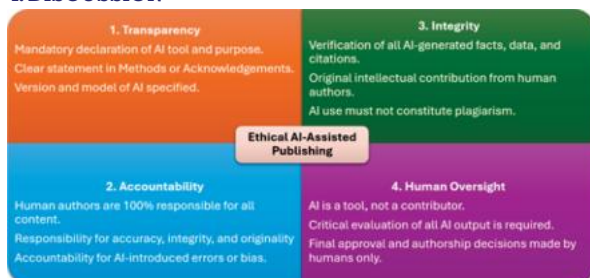 4. DISCUSSION
1. Transparency
Mandatory declaration of AI tool and purpose.
Clear statement in Methods or Acknowledgements.
Version and model of AI specified.
3. Integrity
Verification of all AI-generated facts, data, and
citations.
Original intellectual contribution from human
authors.
AI use must not constitute plagiarism.
Ethical AI-Assisted
Publishing
2. Accountability
Human authors are 100% responsible for all
content.
Responsibility for accuracy, integrity, and originality
Accountability for AI-introduced errors or bias.
4. Human Oversight
AI is a tool, not a contributor.
Critical evaluation of all AI output is required.
Final approval and authorship decisions made by
humans only.